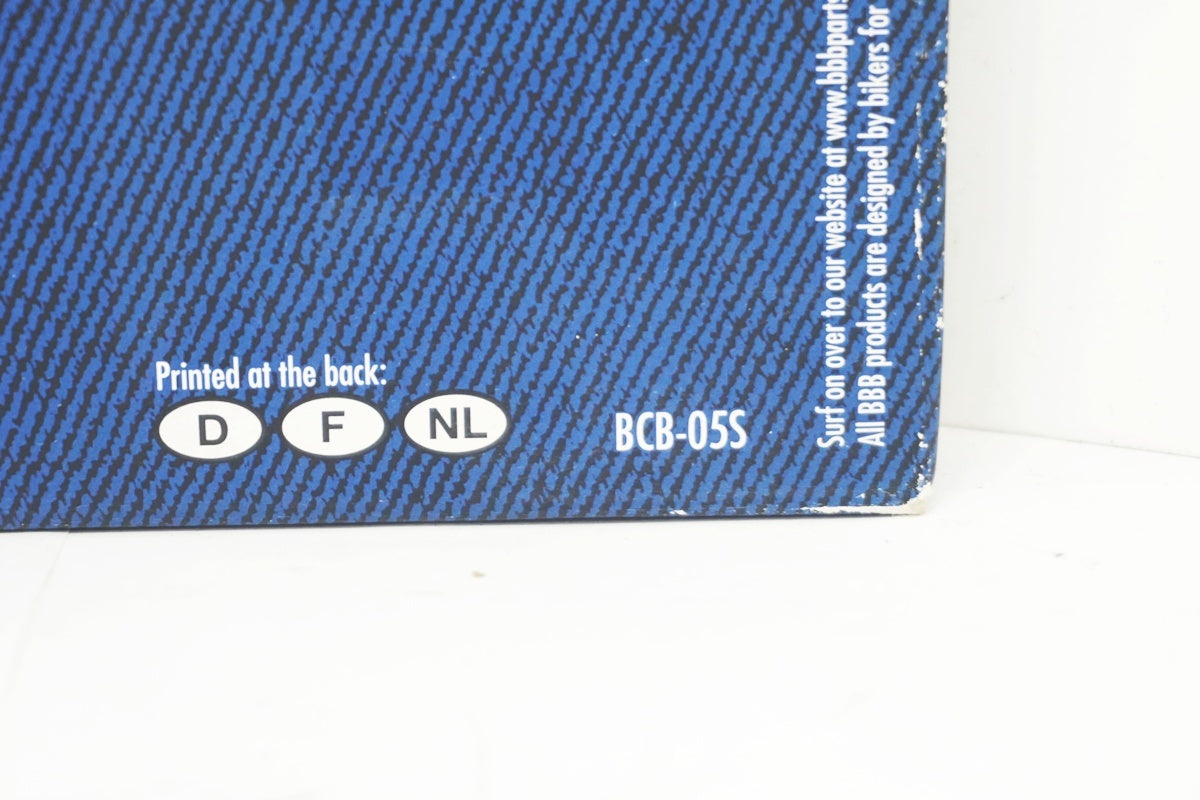 Printed at the back:
D F NL
BCB-05S
Surf on over to our website at www.bbbparts
All BBB products are designed by bikers for